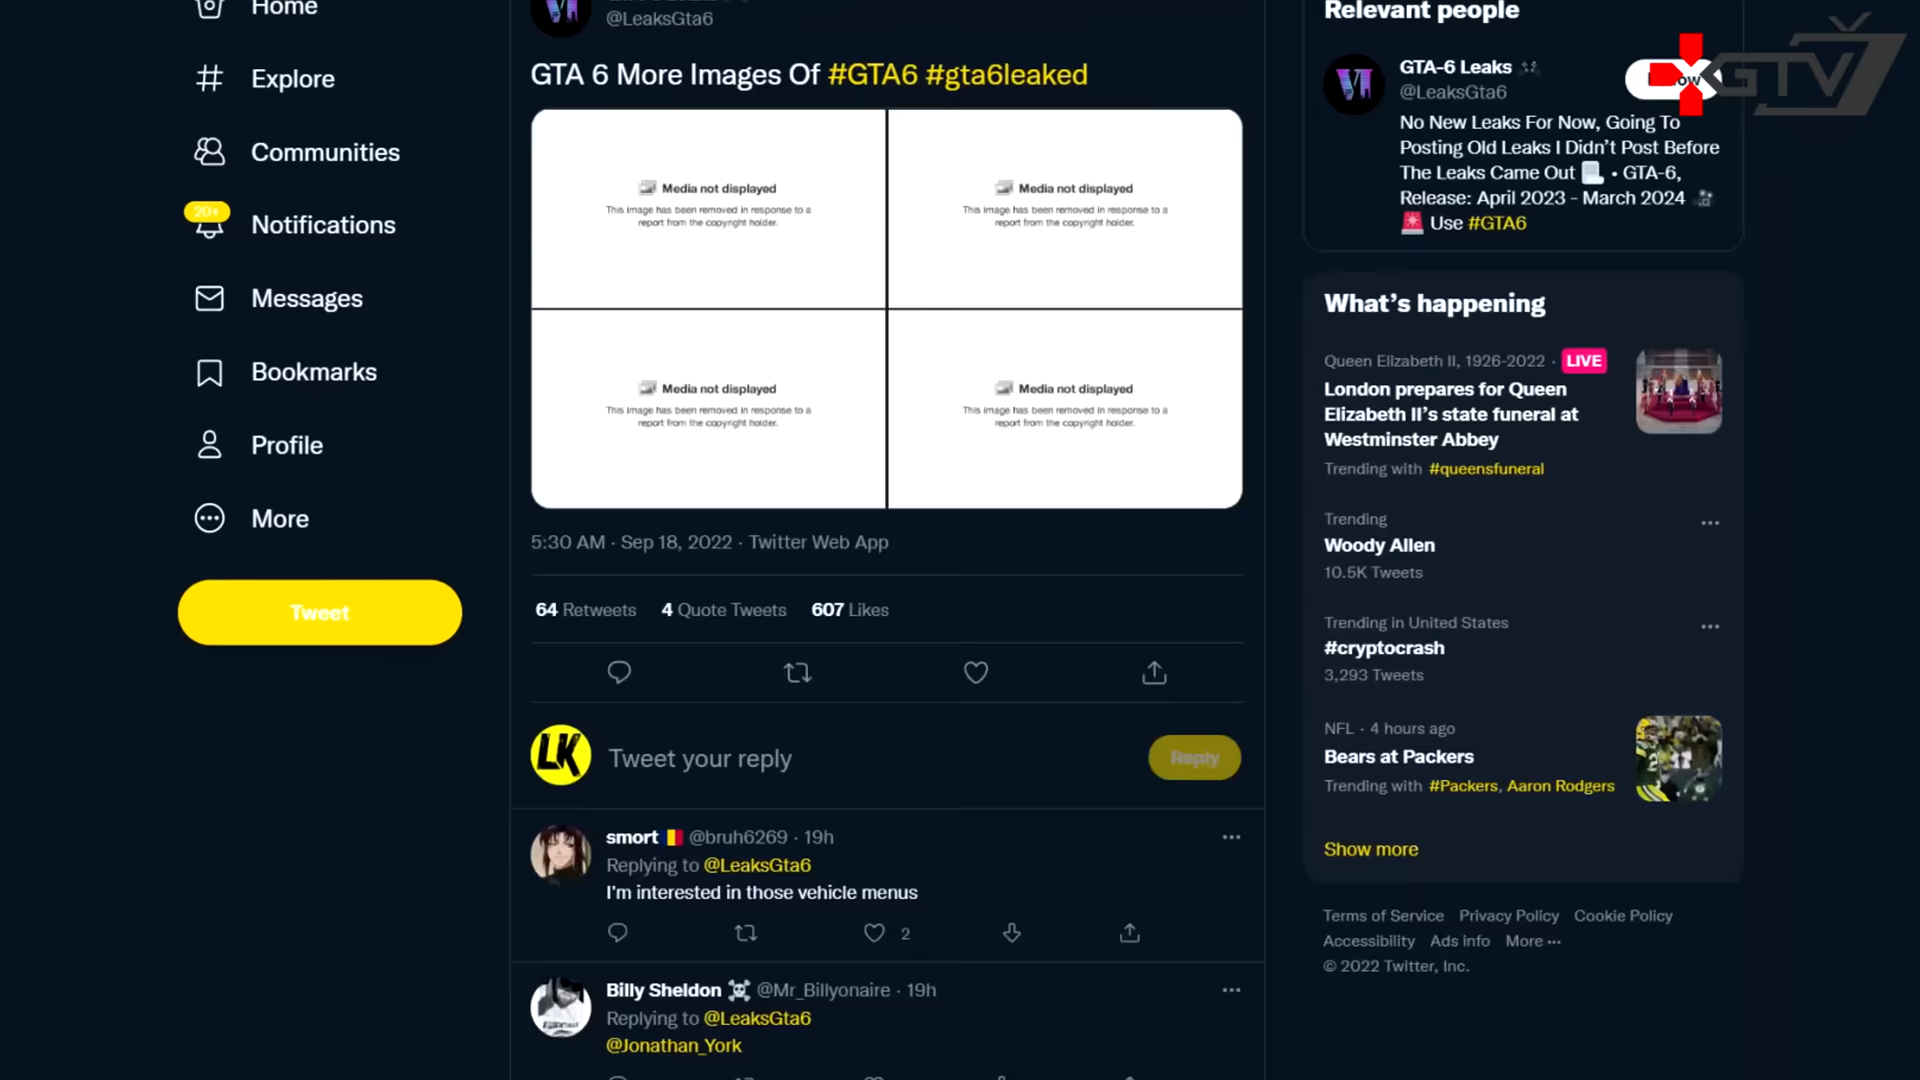 Home
Explore
Communities
20+
Notifications
Messages
Bookmarks
Profile
More
Tweet
@LeaksGta6
GTA 6 More Images Of #GTA6 #gta6leaked
Media not displayed
This image has been removed in response to a
report from the copyright holder.
Media not displayed
This image has been removed in response to a
report from the copyright holder.
Media not displayed
This image has been removed in response to a
report from the copyright holder.
Media not displayed
This image has been removed in response to a
report from the copyright holder.
5:30 AM · Sep 18, 2022 · Twitter Web App
64 Retweets 4 Quote Tweets 607 Likes
LK
Tweet your reply
Reply
smort @bruh6269 · 19h
Replying to @LeaksGta6
I'm interested in those vehicle menus
2
Billy Sheldon @Mr_Billyonaire · 19h
Replying to @LeaksGta6
@Jonathan_York
Relevant people
VI
GTA-6 Leaks
@LeaksGta6
GTV
No New Leaks For Now, Going To
Posting Old Leaks I Didn't Post Before
The Leaks Came Out • GTA-6,
Release: April 2023 - March 2024
Use #GTA6
What's happening
Queen Elizabeth II, 1926-2022 · LIVE
London prepares for Queen
Elizabeth II's state funeral at
Westminster Abbey
Trending with #queensfuneral
Trending
Woody Allen
10.5K Tweets
Trending in United States
#cryptocrash
3,293 Tweets
NFL · 4 hours ago
Bears at Packers
Trending with #Packers, Aaron Rodgers
Show more
Terms of Service Privacy Policy Cookie Policy
Accessibility Ads info More
© 2022 Twitter, Inc.